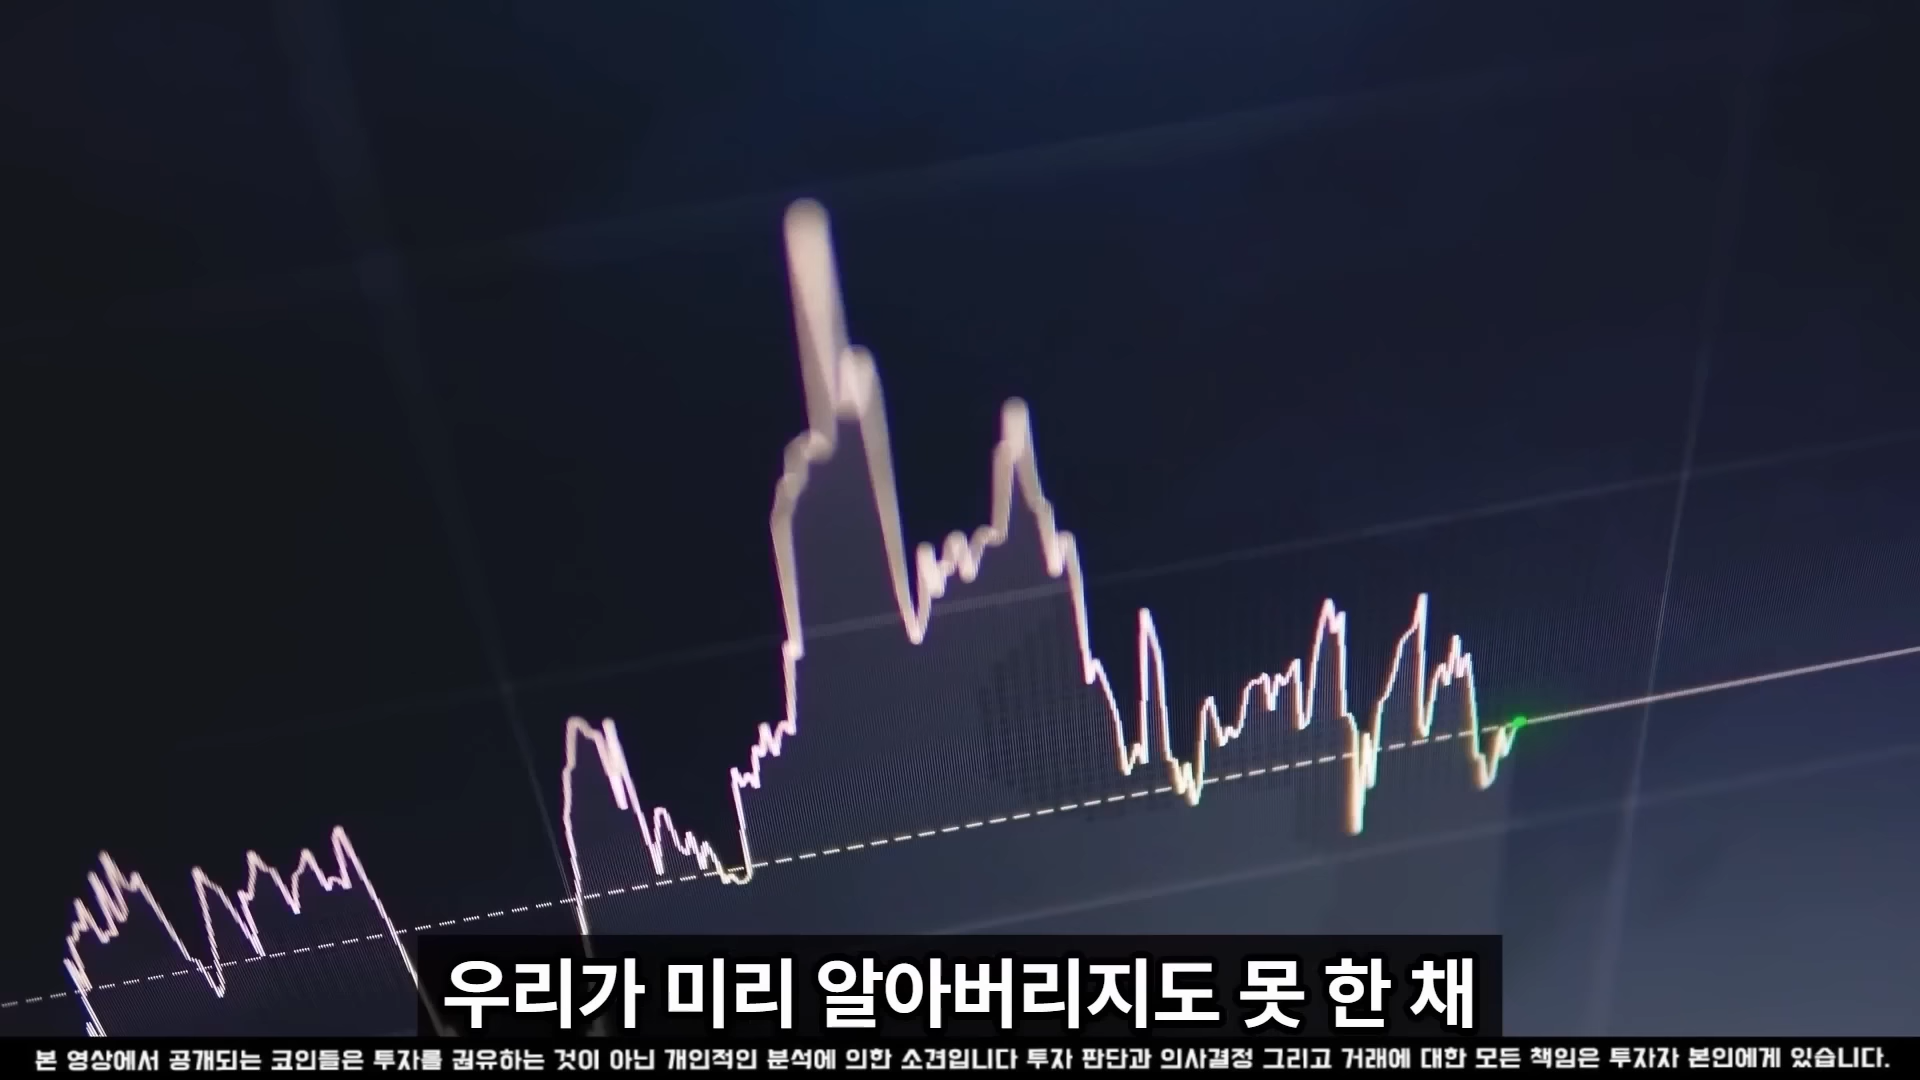 우리가 미리 알아버리지도 못 한 채
본 영상에서 공개되는 코인들은 투자를 권유하는 것이 아닌 개인적인 분석에 의한 소견입니다 투자 판단과 의사결정 그리고 거래에 대한 모든 책임은 투자자 본인에게 있습니다.